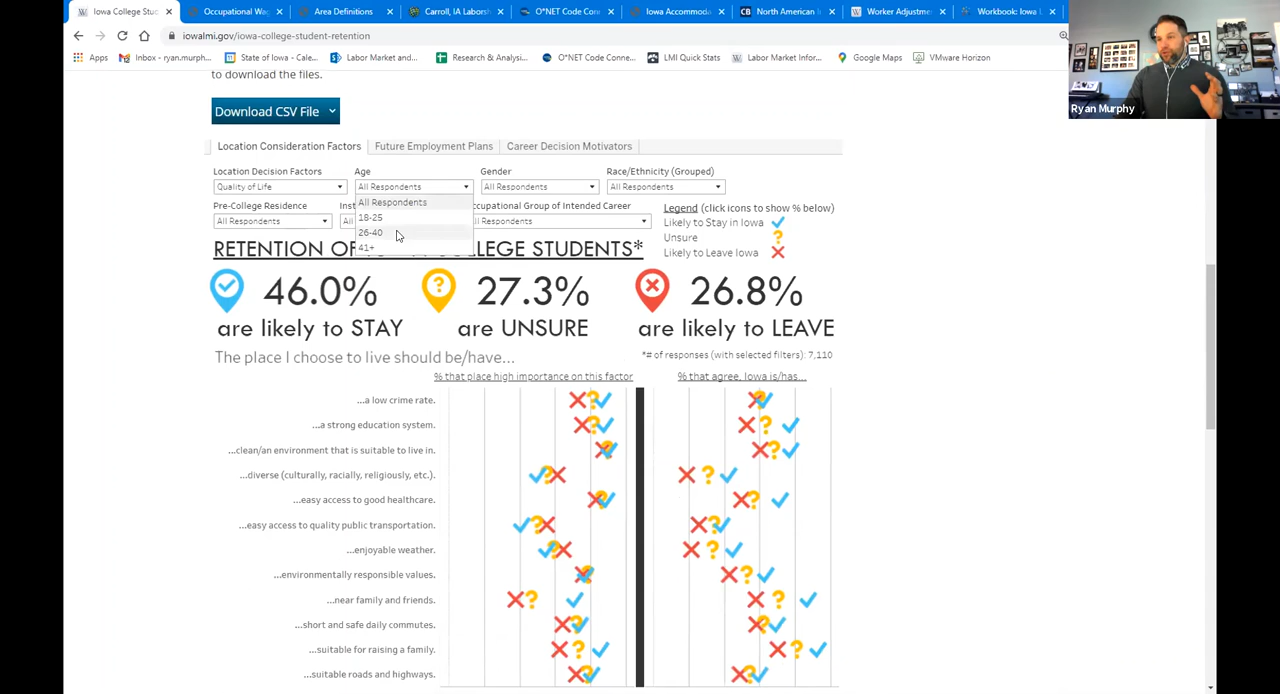 Iowa College Stud
Occupational Wag
Area Definitions
Carroll, IA Laborsh
O*NET Code Conn
Iowa Accommoda
North American In
Worker Adjustmen
Workbook: Iowa L
iowalmi.gov/iowa-college-student-retention
Apps
Inbox - ryan.murph...
State of Iowa - Cale...
Labor Market and...
Research & Analysi...
O*NET Code Conne...
LMI Quick Stats
Labor Market Infor...
Google Maps
VMware Horizon
Ryan Murphy
to download the files.
Download CSV File
Location Consideration Factors
Future Employment Plans
Career Decision Motivators
Location Decision Factors
Age
Gender
Race/Ethnicity (Grouped)
Quality of Life
All Respondents
All Respondents
All Respondents
All Respondents
18-25
26-40
41+
Pre-College Residence
Inst
ccupational Group of Intended Career
All Respondents
All
All Respondents
Legend (click icons to show % below)
Likely to Stay in Iowa
Unsure
Likely to Leave Iowa
RETENTION OF COLLEGE STUDENTS*
46.0%
are likely to STAY
27.3%
are UNSURE
26.8%
are likely to LEAVE
The place I choose to live should be/have...
*# of responses (with selected filters): 7,110
% that place high importance on this factor
% that agree, Iowa is/has...
...a low crime rate.
...a strong education system.
...clean/an environment that is suitable to live in.
...diverse (culturally, racially, religiously, etc.).
...easy access to good healthcare.
...easy access to quality public transportation.
...enjoyable weather.
...environmentally responsible values.
...near family and friends.
...short and safe daily commutes.
...suitable for raising a family.
...suitable roads and highways.